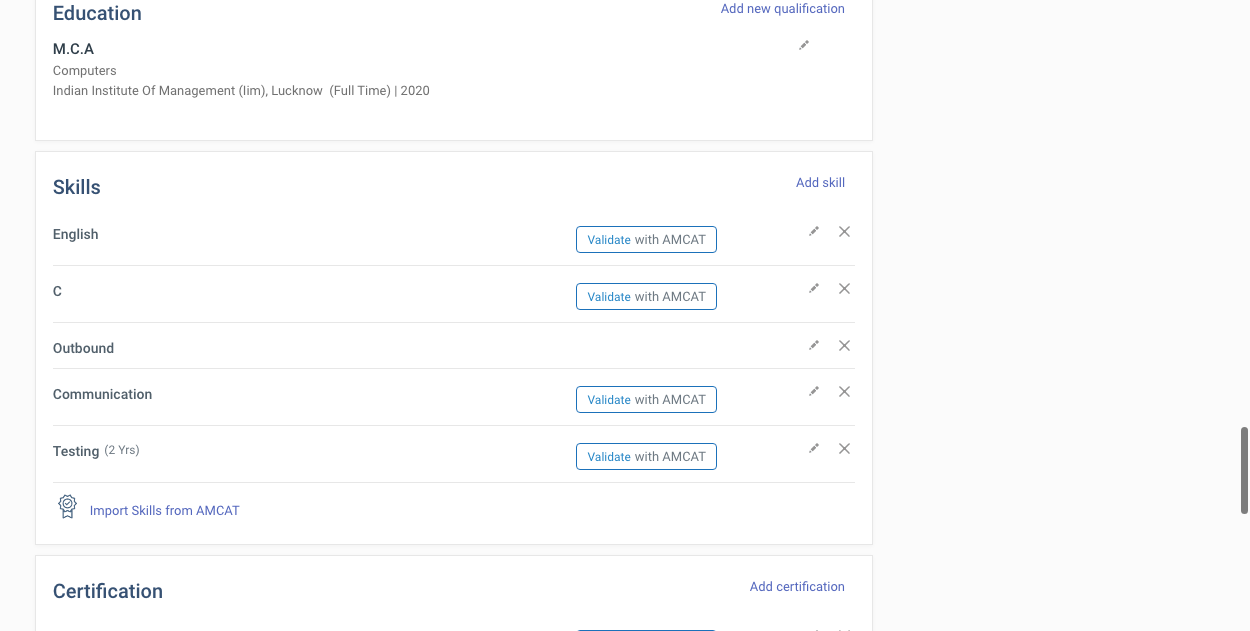 Education
Add new qualification
M.C.A
Computers
Indian Institute Of Management (Iim), Lucknow (Full Time) | 2020
Skills
Add skill
English
Validate with AMCAT
C
Validate with AMCAT
Outbound
Communication
Validate with AMCAT
Testing (2 Yrs)
Validate with AMCAT
Import Skills from AMCAT
Certification
Add certification